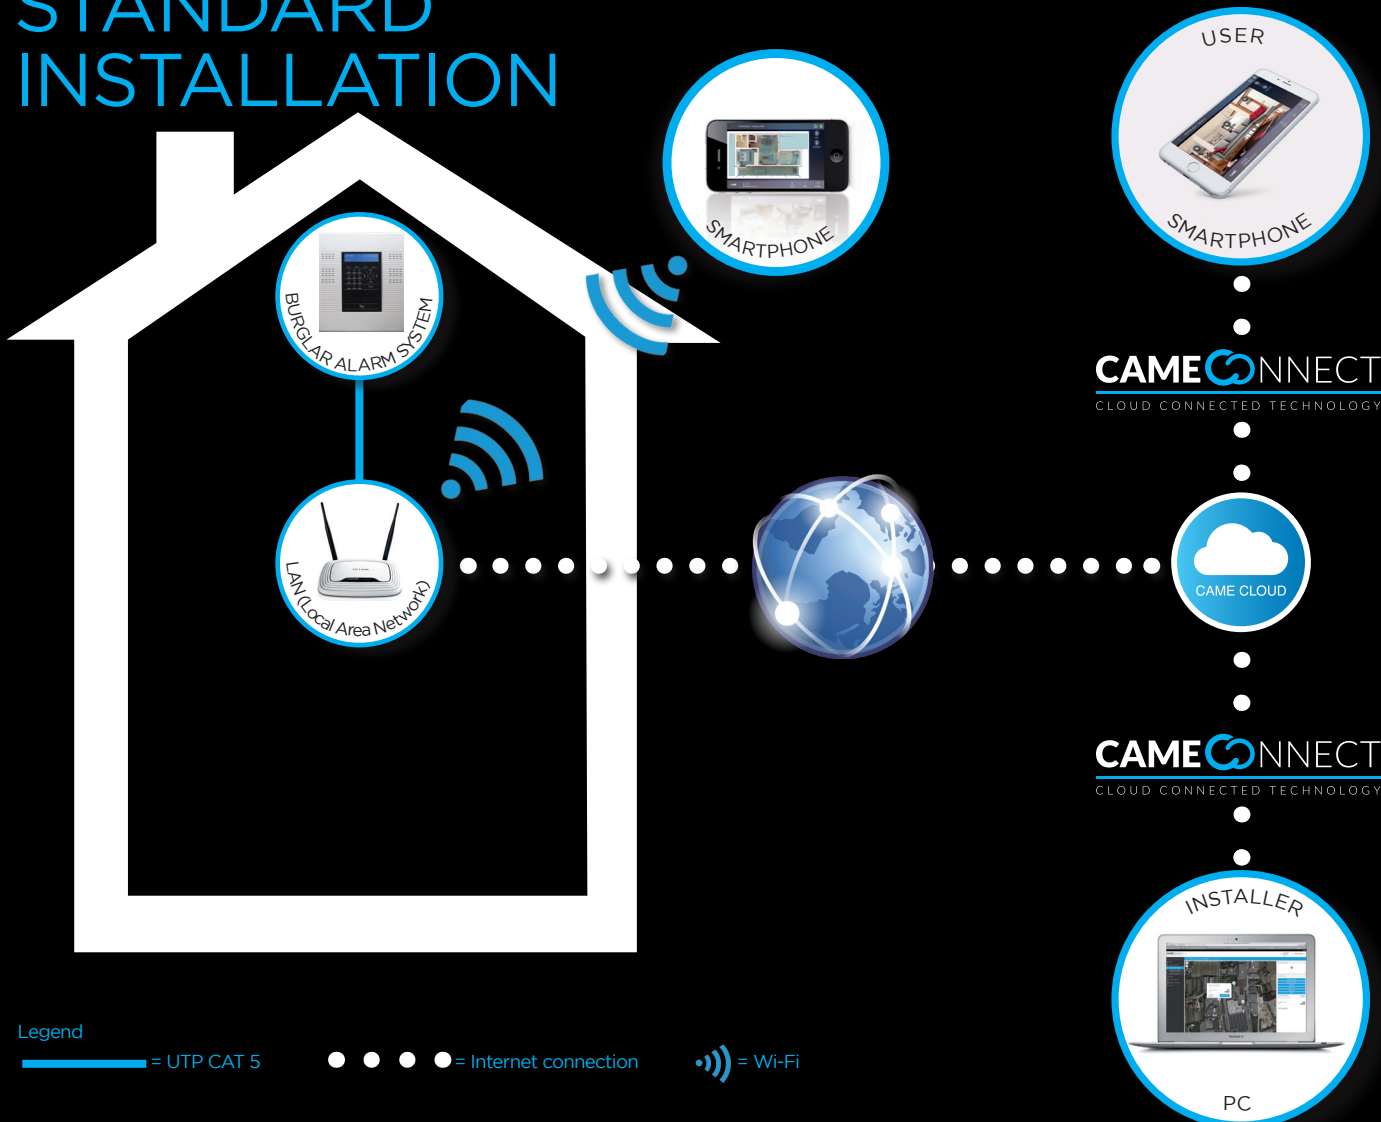 STANDARD
INSTALLATION
USER
SMARTPHONE
SMARTPHONE
BURGLAR ALARM SYSTEM
CAMECONNECT
CLOUD CONNECTED TECHNOLOGY
LAN (Local Area Network)
CAME CLOUD
CAMECONNECT
CLOUD CONNECTED TECHNOLOGY
INSTALLER
PC
Legend
= UTP CAT 5
= Internet connection
= Wi-Fi